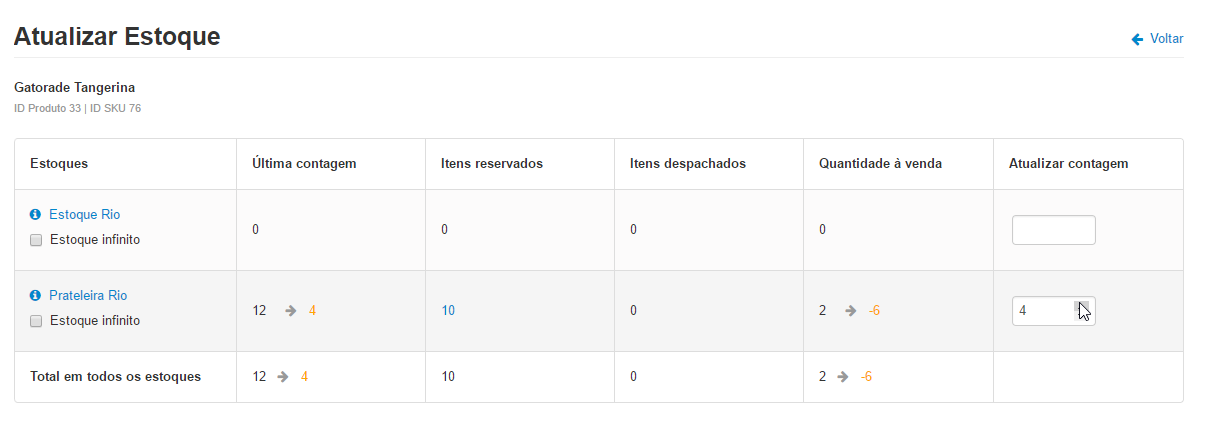 Atualizar Estoque
Voltar
Gatorade Tangerina
ID Produto 33 | ID SKU 76
Estoques Última contagem Itens reservados Itens despachados Quantidade à venda Atualizar contagem
Estoque Rio
Estoque infinito
0 0 0 0
Prateleira Rio
Estoque infinito
12 → 4 10 0 2 → -6 4
Total em todos os estoques 12 → 4 10 0 2 → -6